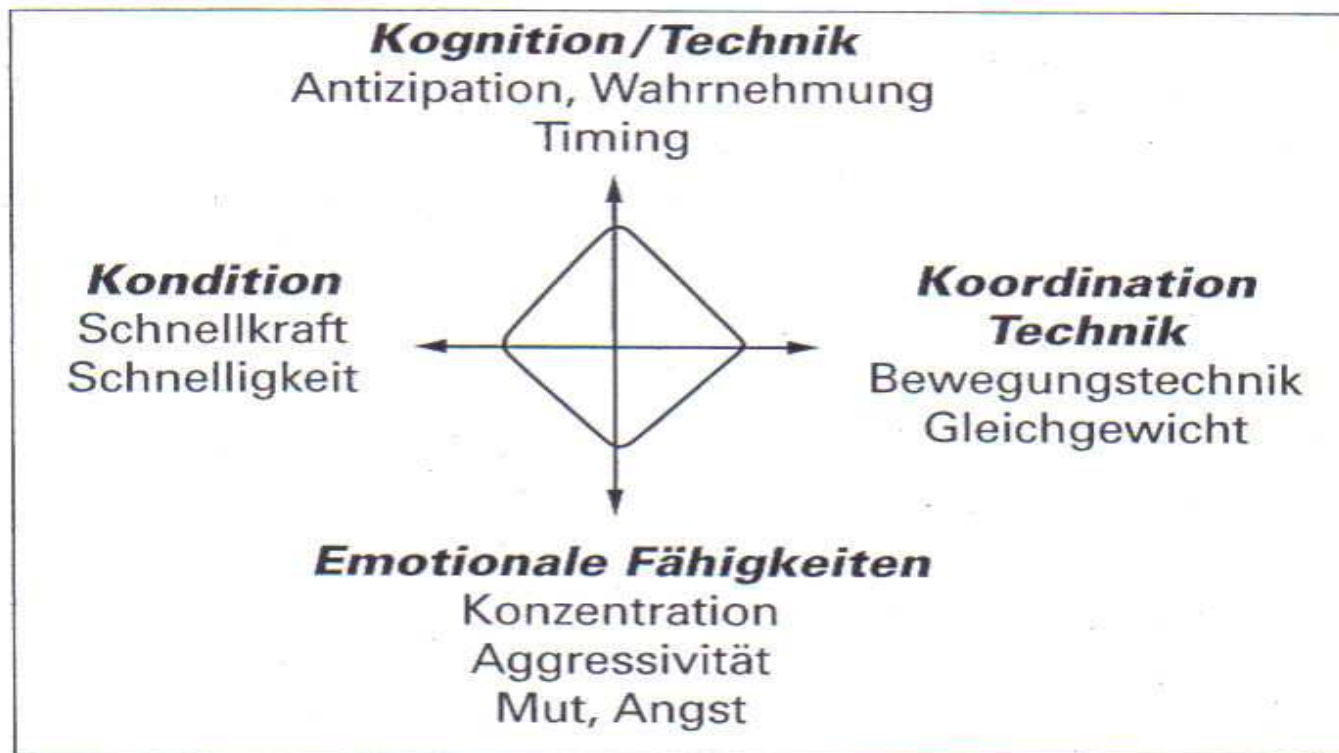 Kognition/Technik
Antizipation, Wahrnehmung
Timing
Kondition
Schnellkraft
Schnelligkeit
Koordination
Technik
Bewegungstechnik
Gleichgewicht
Emotionale Fähigkeiten
Konzentration
Aggressivität
Mut, Angst